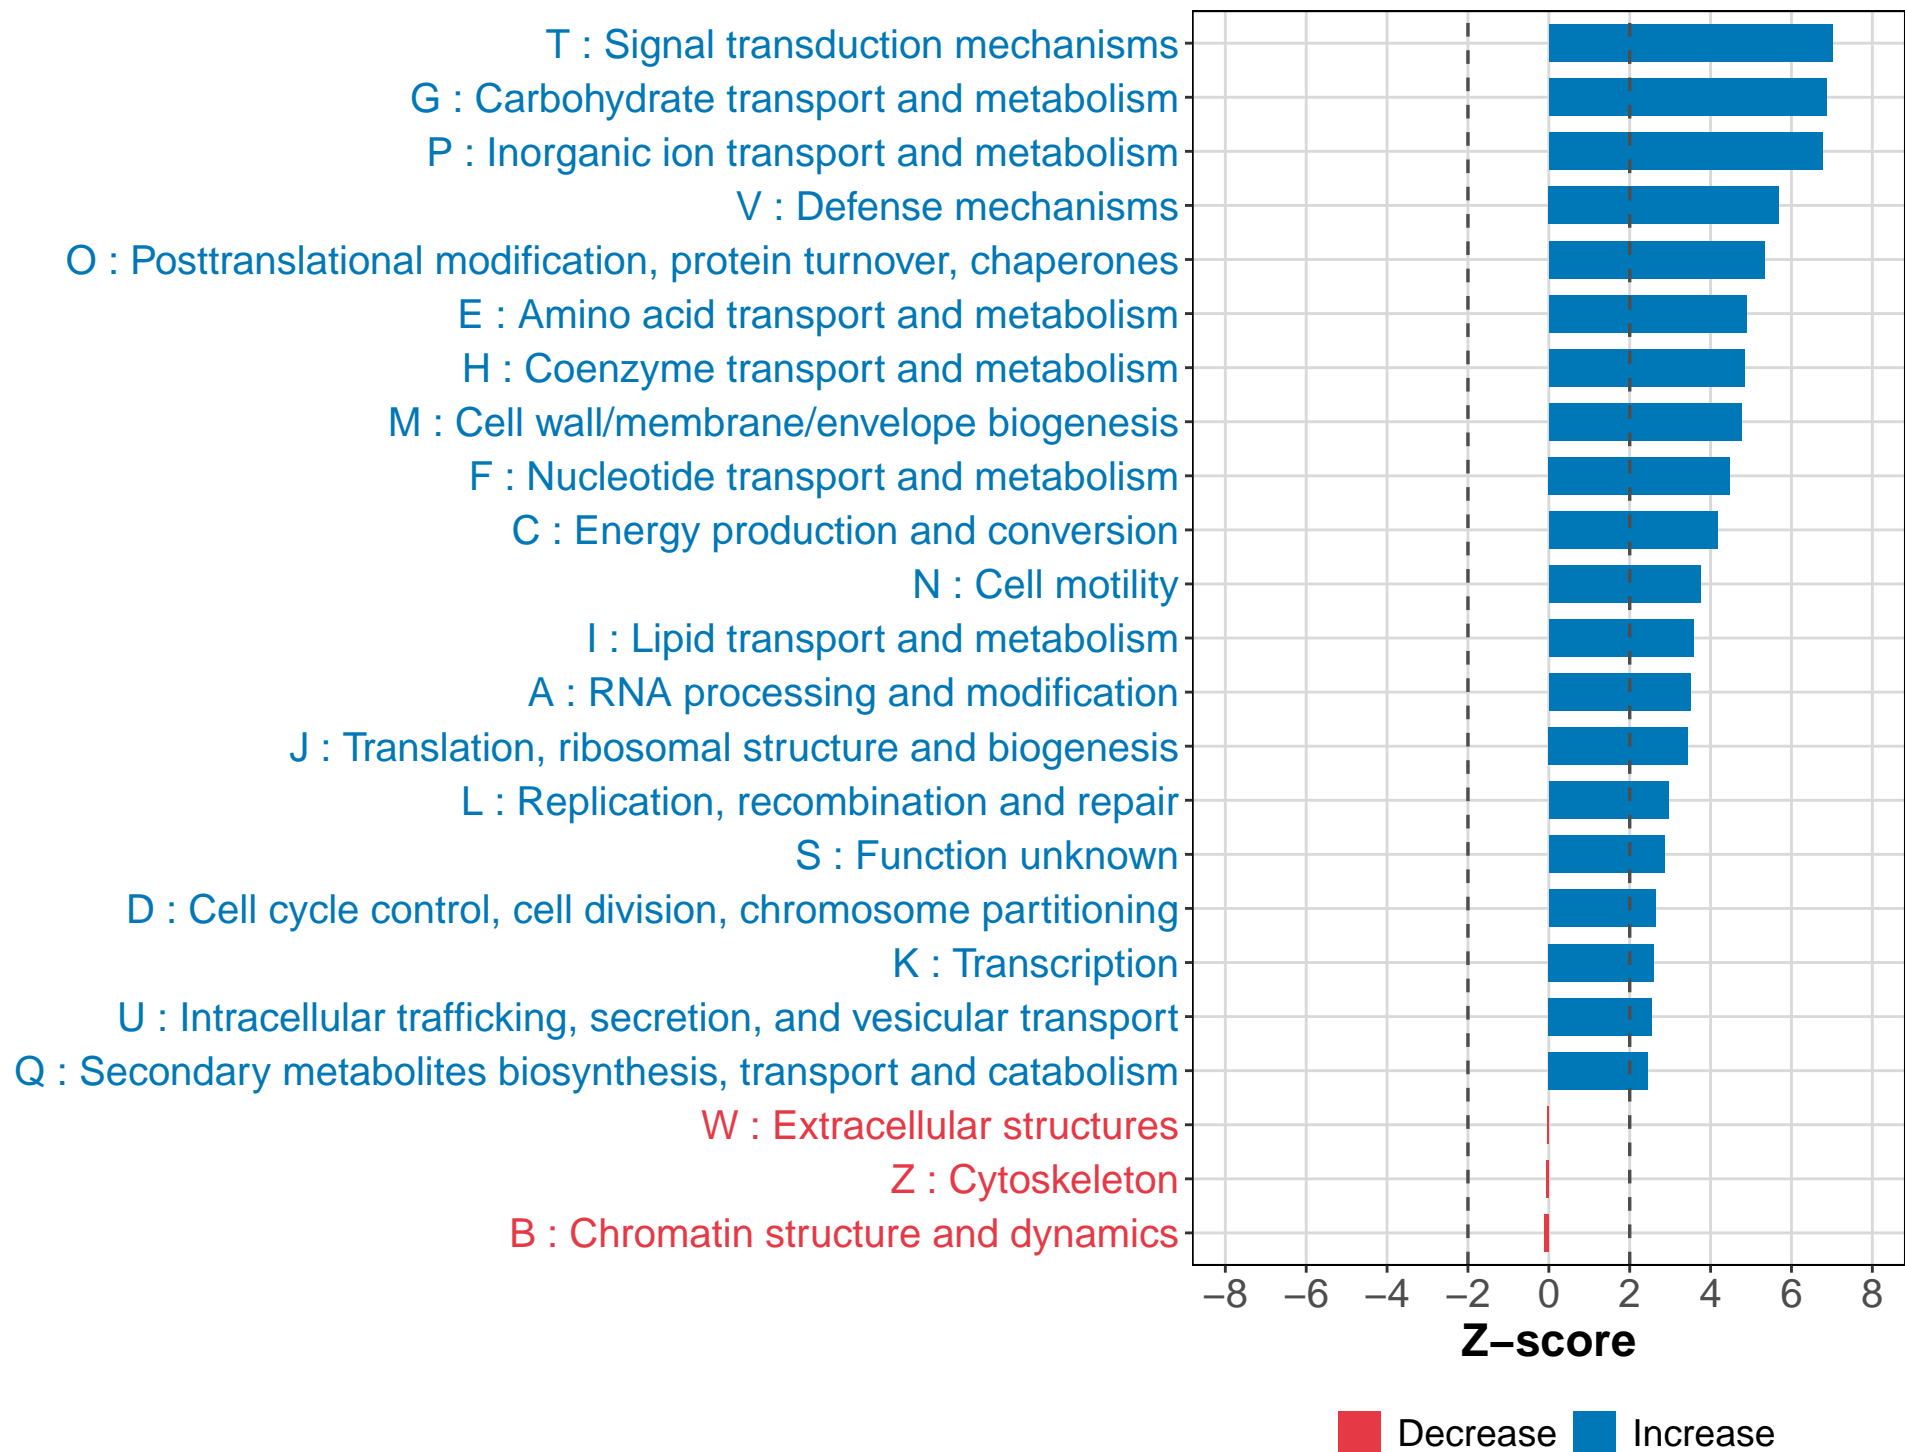 T : Signal transduction mechanisms
G : Carbohydrate transport and metabolism
P : Inorganic ion transport and metabolism
V : Defense mechanisms
O : Posttranslational modification, protein turnover, chaperones
E : Amino acid transport and metabolism
H : Coenzyme transport and metabolism
M : Cell wall/membrane/envelope biogenesis
F : Nucleotide transport and metabolism
C : Energy production and conversion
N : Cell motility
I : Lipid transport and metabolism
A : RNA processing and modification
J : Translation, ribosomal structure and biogenesis
L : Replication, recombination and repair
S : Function unknown
D : Cell cycle control, cell division, chromosome partitioning
K : Transcription
U : Intracellular trafficking, secretion, and vesicular transport
Q : Secondary metabolites biosynthesis, transport and catabolism
W : Extracellular structures
Z : Cytoskeleton
B : Chromatin structure and dynamics
−8 −6 −4 −2 0 2 4 6 8
Z−score
Decrease Increase